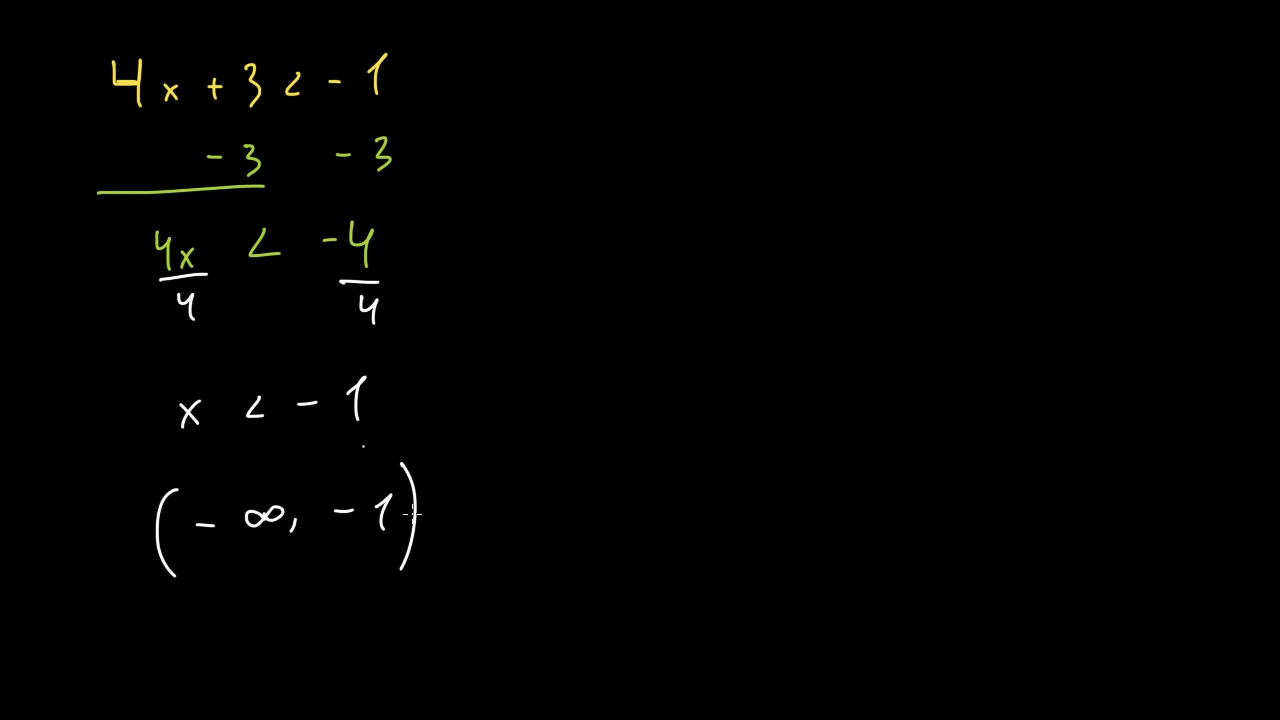 4x + 3 < - 1
- 3 - 3
4x < - 4
4 4
x < - 1
(- ∞, - 1)